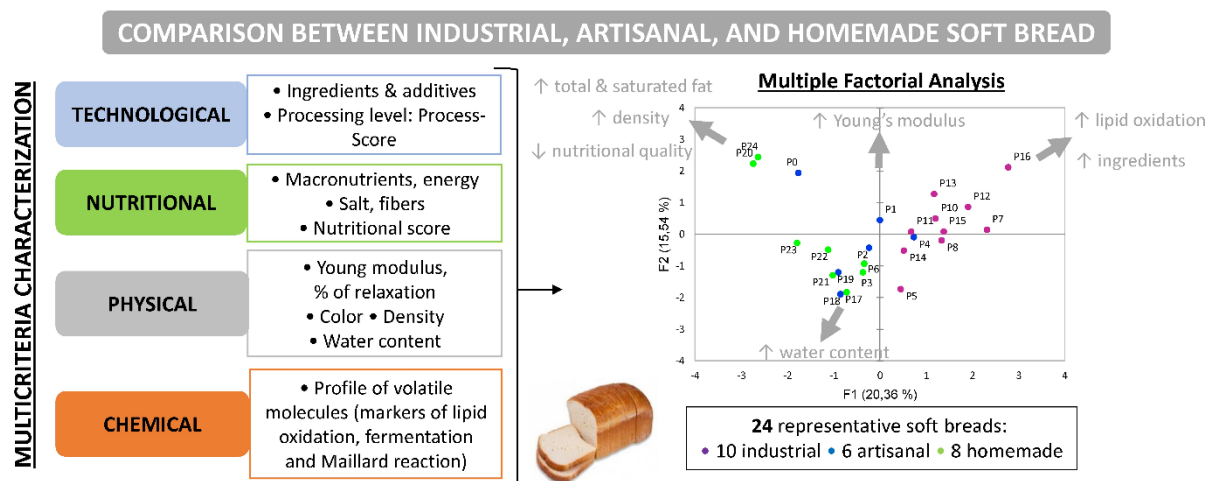 COMPARISON BETWEEN INDUSTRIAL, ARTISANAL, AND HOMEMADE SOFT BREAD
MULTICRITERIA CHARACTERIZATION
TECHNOLOGICAL
• Ingredients & additives
• Processing level: Process-
Score
NUTRITIONAL
• Macronutrients, energy
• Salt, fibers
• Nutritional score
PHYSICAL
• Young modulus,
% of relaxation
• Color • Density
• Water content
CHEMICAL
• Profile of volatile
molecules (markers of lipid
oxidation, fermentation
and Maillard reaction)
Multiple Factorial Analysis
↑ total & saturated fat
↑ density
↓ nutritional quality
↑ Young's modulus
↑ lipid oxidation
↑ ingredients
↑ water content
4
3
2
1
0
-1
-2
-3
-4
F2 (15,54 %)
P24
P20
P0
P16
P13
P12
P10
P1
P11
P15
P7
P4
P8
P14
P23
P22
P2
P6
P21
P19
P3
P18
P17
P5
-4
-3
-2
-1
0
1
2
3
4
F1 (20,36 %)
24 representative soft breads:
• 10 industrial • 6 artisanal • 8 homemade